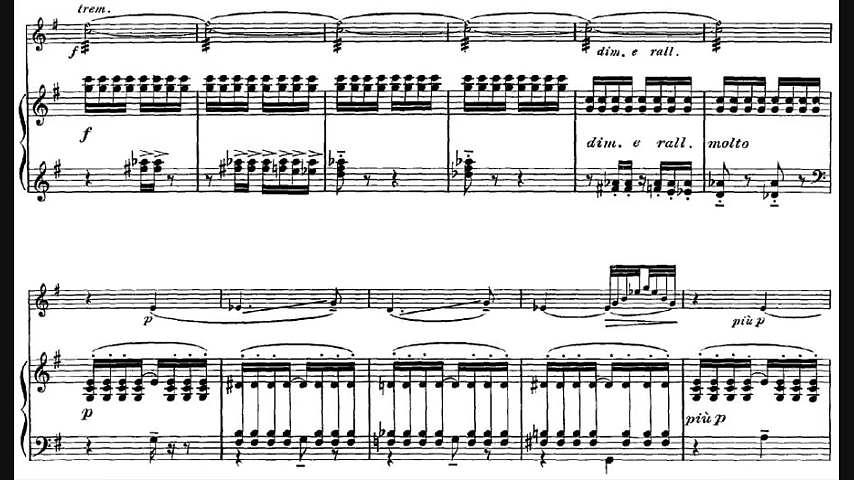 trem.
f
dim. e rall.
f
dim. e rall. molto
p
più p
p
più p